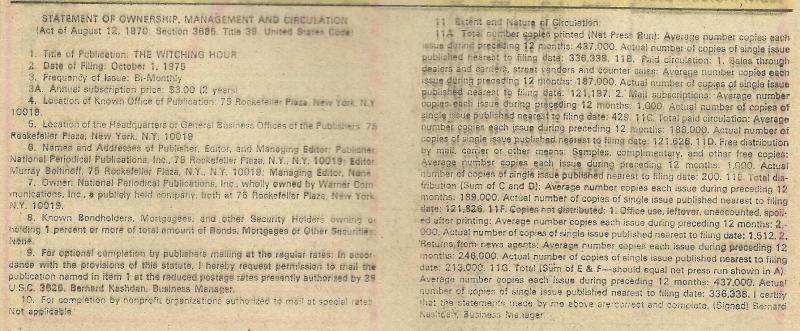 STATEMENT OF OWNERSHIP, MANAGEMENT AND CIRCULATION
(Act of August 12, 1970. Section 3685. Title 39. United States Code)
1. Title of Publication: THE WITCHING HOUR
2. Date of Filing: October 1, 1975
3. Frequency of Issue: Bi-Monthly
3A. Annual subscription price: $3.00 (2 years)
4. Location of Known Office of Publication: 75 Rockefeller Plaza, New York, N.Y.
10019.
5. Location of the Headquarters or General Business Offices of the Publishers: 75
Rockefeller Plaza, New York, N.Y. 10019
6. Names and Addresses of Publisher, Editor, and Managing Editor: Publisher
National Periodical Publications, Inc., 75 Rockefeller Plaza, N.Y., N.Y. 10019; Editor
Murray Boltinoff, 75 Rockefeller Plaza, N.Y., N.Y. 10019; Managing Editor, None
7. Owner: National Periodical Publications, Inc., wholly owned by Warner Com-
munications, Inc., a publicly held company, both at 75 Rockefeller Plaza, New York,
N.Y. 10019.
8. Known Bondholders, Mortgagees, and other Security Holders owning or
holding 1 percent or more of total amount of Bonds, Mortgages or Other Securities:
None.
9. For optional completion by publishers mailing at the regular rates: In accor-
dance with the provisions of this statute, I hereby request permission to mail the
publication named in Item 1 at the reduced postage rates presently authorized by 39
U.S.C. 3626. Bernard Kashdan, Business Manager.
10. For completion by nonprofit organizations authorized to mail at special rates
Not applicable
11. Extent and Nature of Circulation:
11A. Total number copies printed (Net Press Run): Average number copies each
issue during preceding 12 months: 437,000. Actual number of copies of single issue
published nearest to filing date: 336,338. 11B. Paid circulation: 1. Sales through
dealers and carriers, street venders and counter sales: Average number copies each
issue during preceding 12 months: 187,000. Actual number of copies of single issue
published nearest to filing date: 121,197. 2. Mail subscriptions: Average number
copies each issue during preceding 12 months: 1,000. Actual number of copies of
single issue published nearest to filing date: 429. 11C. Total paid circulation: Average
number copies each issue during preceding 12 months: 188,000. Actual number of
copies of single issue published nearest to filing date: 121,626. 11D. Free distribution
by mail, carrier or other means. Samples, complimentary, and other free copies:
Average number copies each issue during preceding 12 months: 1,000. Actual
number of copies of single issue published nearest to filing date: 200. 11E. Total dis-
tribution (Sum of C and D): Average number copies each issue during preceding 12
months: 189,000. Actual number of copies of single issue published nearest to filing
date: 121,826. 11F. Copies not distributed: 1. Office use, leftover, unaccounted, spoil-
ed after printing: Average number copies each issue during preceding 12 months: 2,-
000. Actual number of copies of single issue published nearest to filing date: 1,512. 2.
Returns from news agents: Average number copies each issue during preceding 12
months: 246,000. Actual number of copies of single issue published nearest to filing
date: 213,000. 11G. Total (Sum of E & F—should equal net press run shown in A):
Average number copies each issue during preceding 12 months: 437,000. Actual
number of copies of single issue published nearest to filing date: 336,338. I certify
that the statements made by me above are correct and complete. (Signed) Bernard
Kashdan, Business Manager